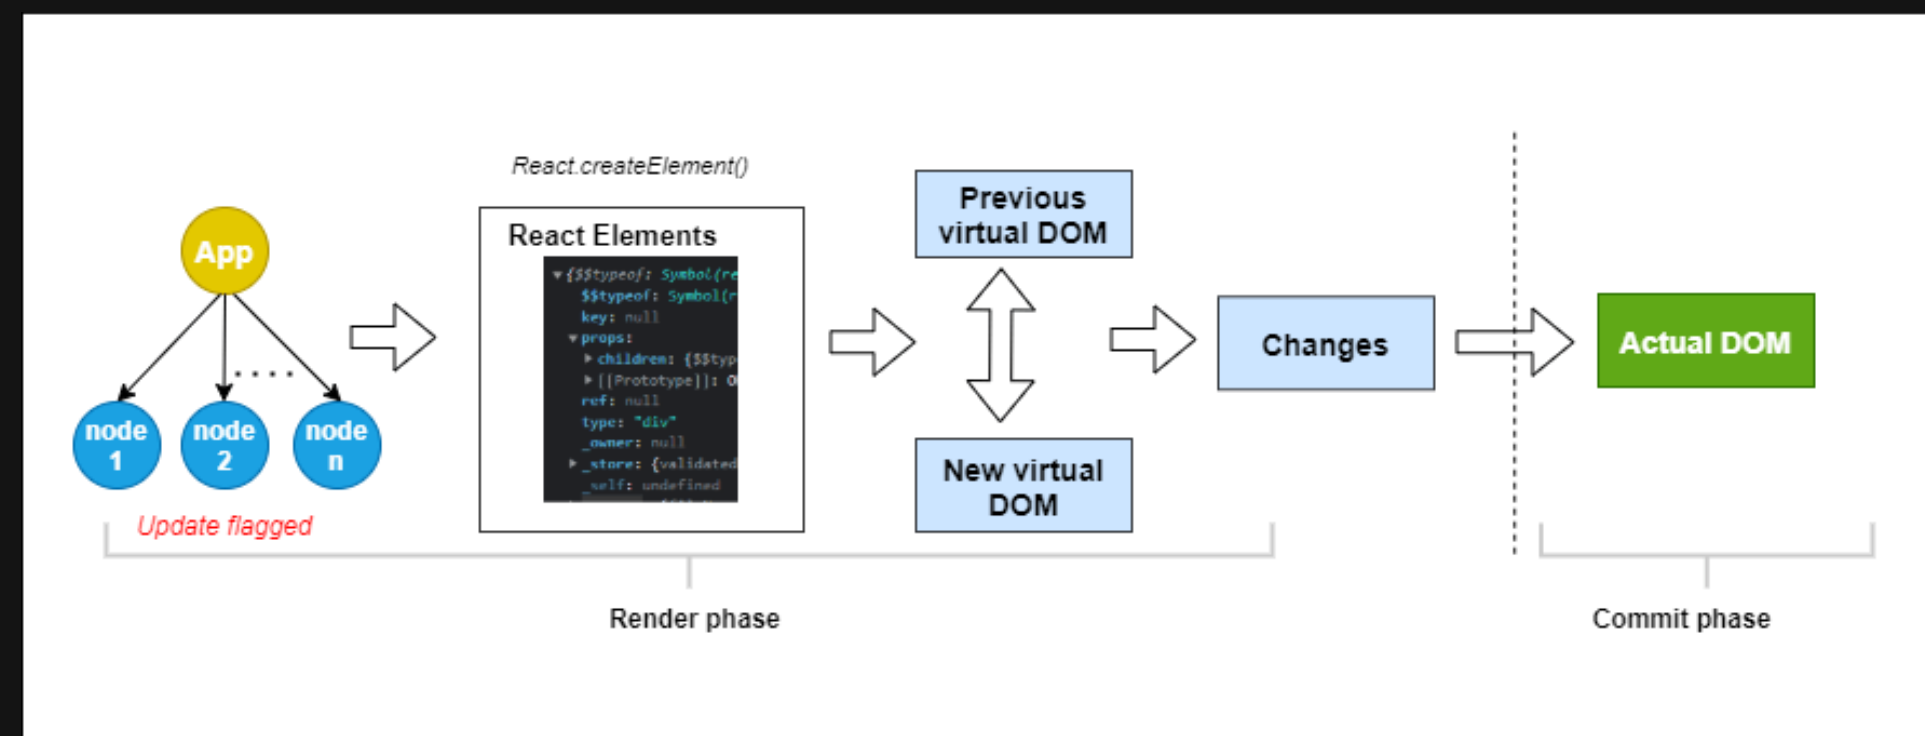 React.createElement()
App
node
1
node
2
node
n
Update flagged
React Elements
{$$typeof: Symbol(re
$$typeof: Symbol(r
key: null
props:
children: {$$typ
[[Prototype]]: O
ref: null
type: "div"
_owner: null
_store: {validated
_self: undefined
Previous
virtual DOM
New virtual
DOM
Changes
Actual DOM
Render phase
Commit phase